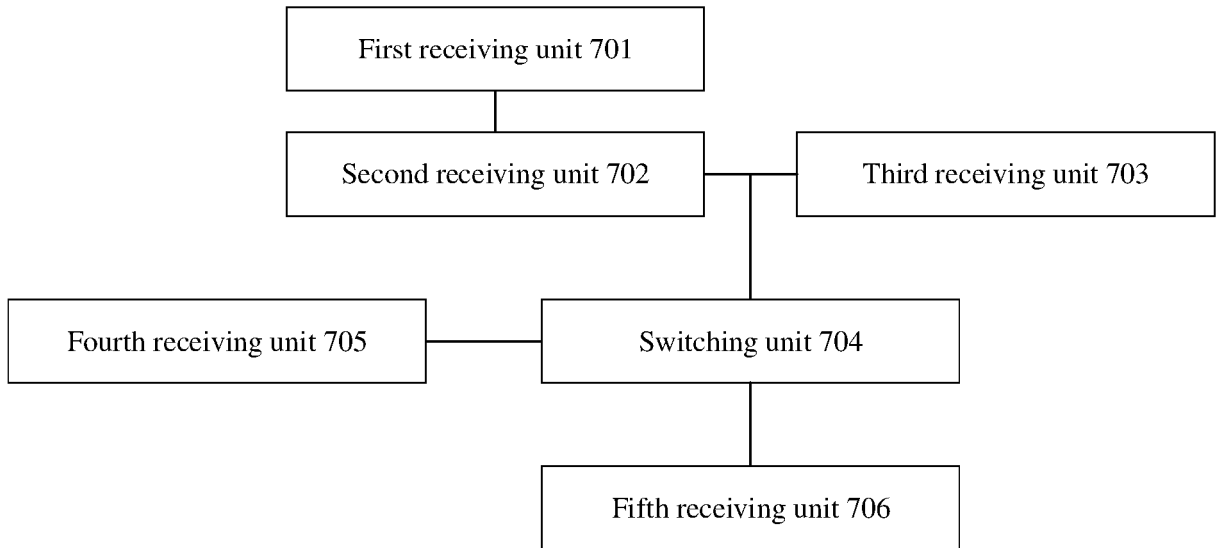 First receiving unit 701
Second receiving unit 702
Third receiving unit 703
Fourth receiving unit 705
Switching unit 704
Fifth receiving unit 706